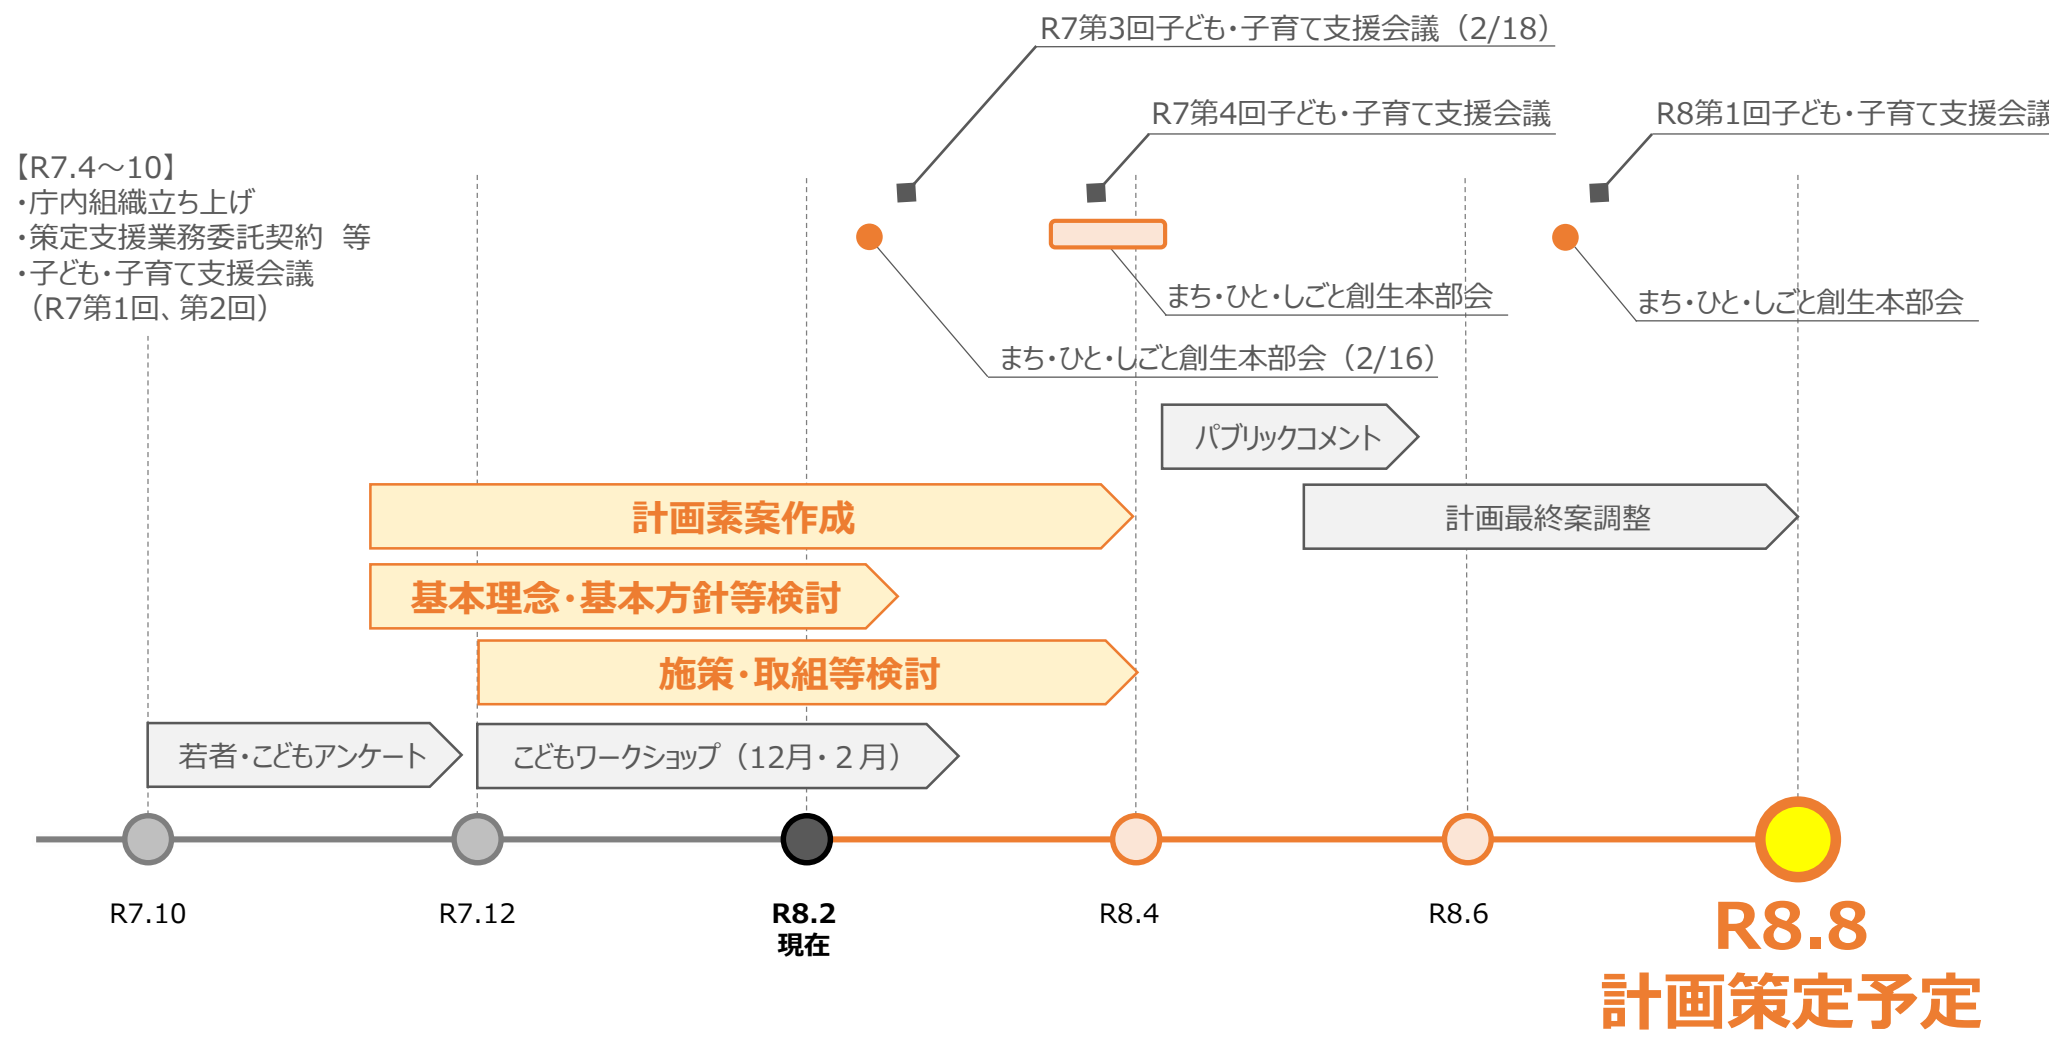 R7第3回子ども・子育て支援会議（2/18）
R7第4回子ども・子育て支援会議
R8第1回子ども・子育て支援会議
【R7.4～10】
・庁内組織立ち上げ
・策定支援業務委託契約　等
・子ども・子育て支援会議
（R7第1回、第2回）
まち・ひと・しごと創生本部会
まち・ひと・しごと創生本部会
まち・ひと・しごと創生本部会（2/16）
パブリックコメント
計画素案作成
計画最終案調整
基本理念・基本方針等検討
施策・取組等検討
若者・こどもアンケート
こどもワークショップ（12月・２月）
R7.10
R7.12
R8.2
現在
R8.4
R8.6
R8.8
計画策定予定